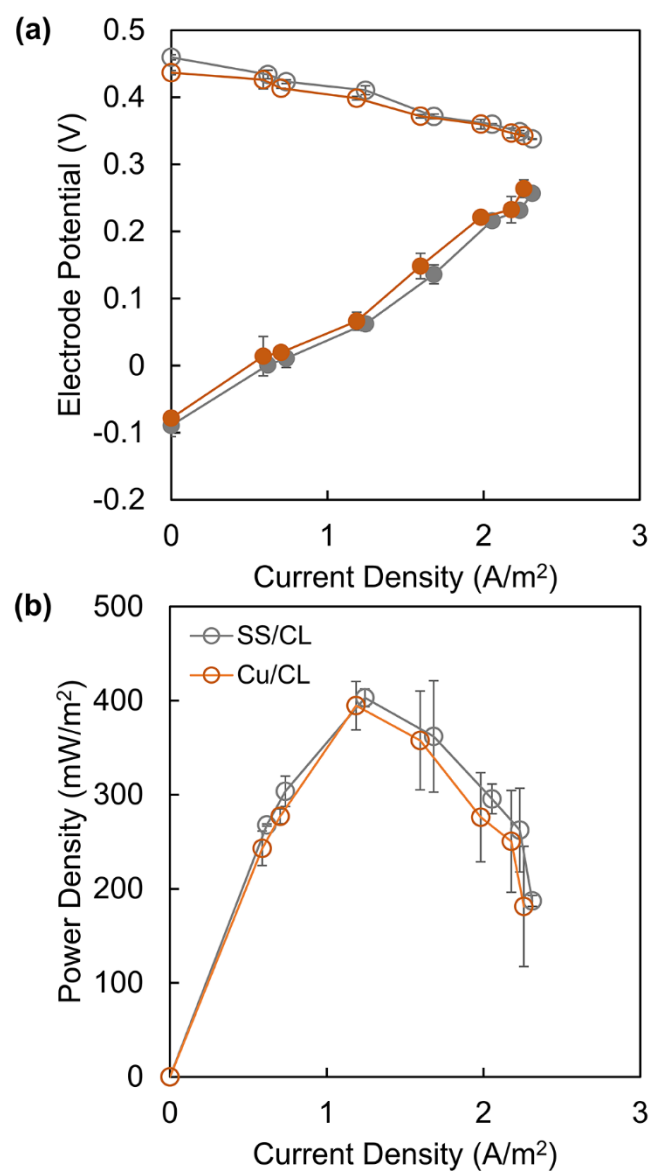 (a)
0.5
0.4
0.3
0.2
0.1
0
-0.1
-0.2
Electrode Potential (V)
0 1 2 3
Current Density (A/m²)
(b)
500
400
300
200
100
0
Power Density (mW/m²)
SS/CL
Cu/CL
0 1 2 3
Current Density (A/m²)